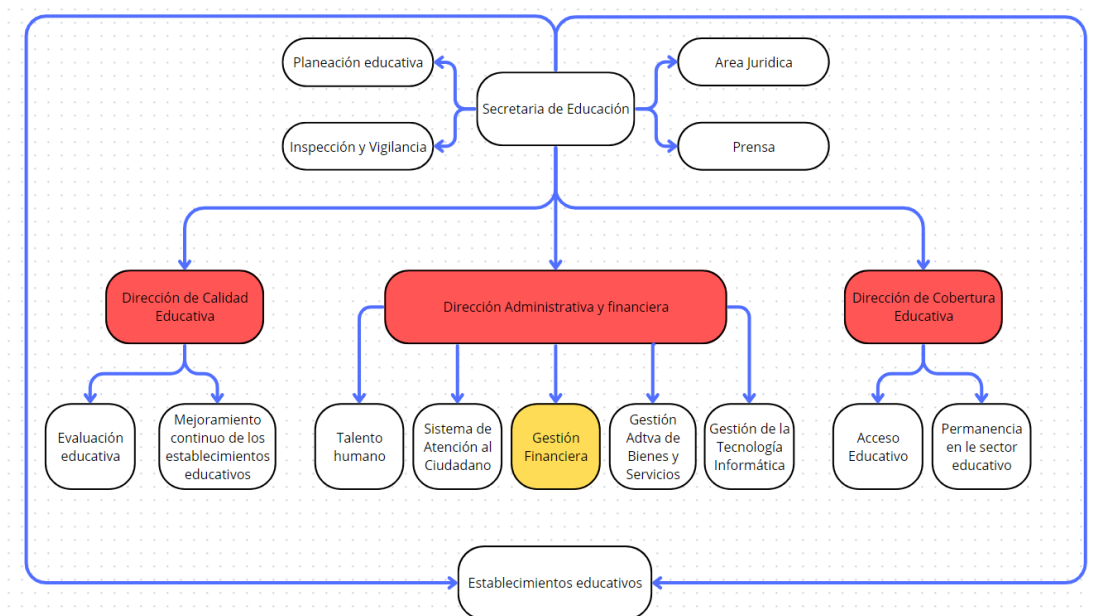 Planeación educativa
Area Juridica
Secretaria de Educación
Inspección y Vigilancia
Prensa
Dirección de Calidad
Educativa
Dirección Administrativa y financiera
Dirección de Cobertura
Educativa
Evaluación
educativa
Mejoramiento
continuo de los
establecimientos
educativos
Talento
humano
Sistema de
Atención al
Ciudadano
Gestión
Financiera
Gestión
Adtva de
Bienes y
Servicios
Gestión de la
Tecnología
Informática
Acceso
Educativo
Permanencia
en le sector
educativo
Establecimientos educativos